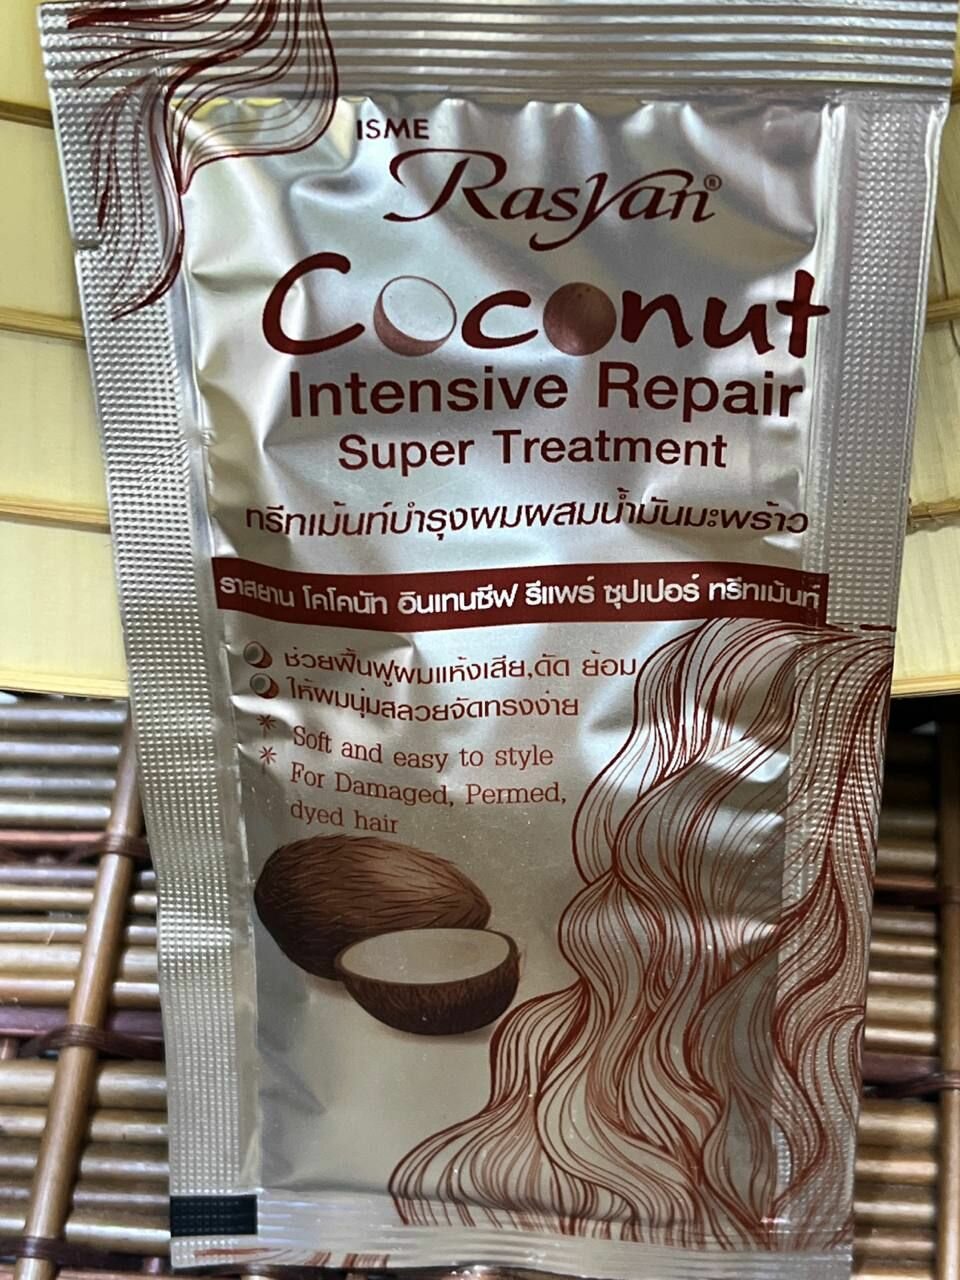 ISME
Rasyan®
Coconut
Intensive Repair
Super Treatment
ทรีทเม้นท์บำรุงผมผสมน้ำมันมะพร้าว
ราสยาน โคโคนัท อินเทนซีฟ รีแพร์ ซุปเปอร์ ทรีทเม้นท์
ช่วยฟื้นฟูผมแห้งเสีย,ดัด ย้อม
ให้ผมนุ่มสลวยจัดทรงง่าย
Soft and easy to style
For Damaged, Permed,
dyed hair